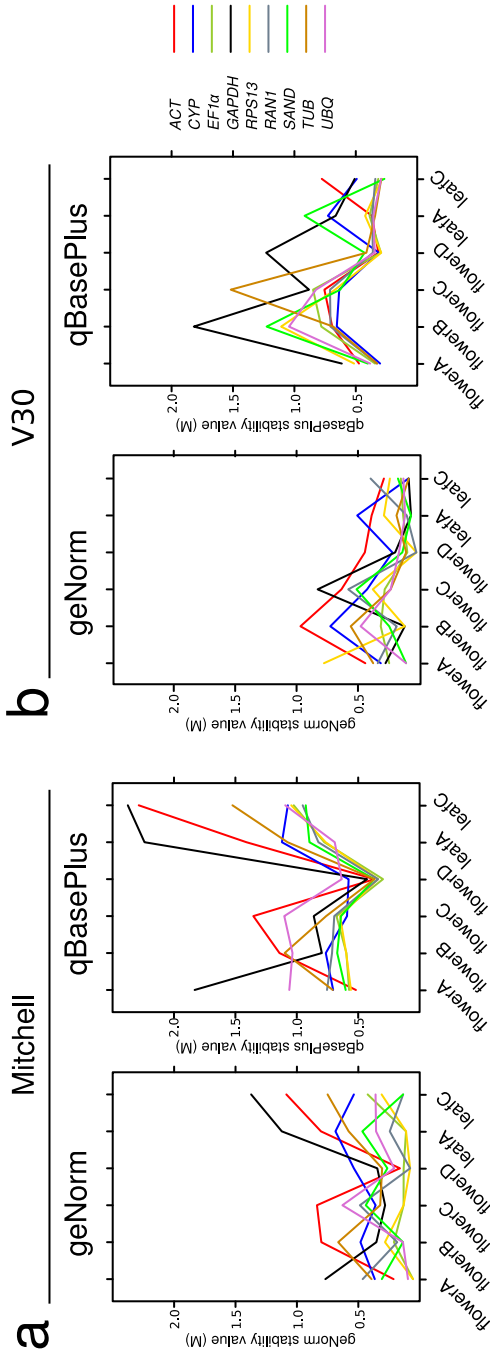 a
Mitchell
geNorm
geNorm stability value (M)
0.5
1.0
1.5
2.0
flowerA
flowerB
flowerC
flowerD
leafA
leafC
qBasePlus
qBasePlus stability value (M)
0.5
1.0
1.5
2.0
flowerA
flowerB
flowerC
flowerD
leafA
leafC
b
V30
geNorm
geNorm stability value (M)
0.5
1.0
1.5
2.0
flowerA
flowerB
flowerC
flowerD
leafA
leafC
qBasePlus
qBasePlus stability value (M)
0.5
1.0
1.5
2.0
flowerA
flowerB
flowerC
flowerD
leafA
leafC
ACT
CYP
EF1α
GAPDH
RPS13
RAN1
SAND
TUB
UBQ